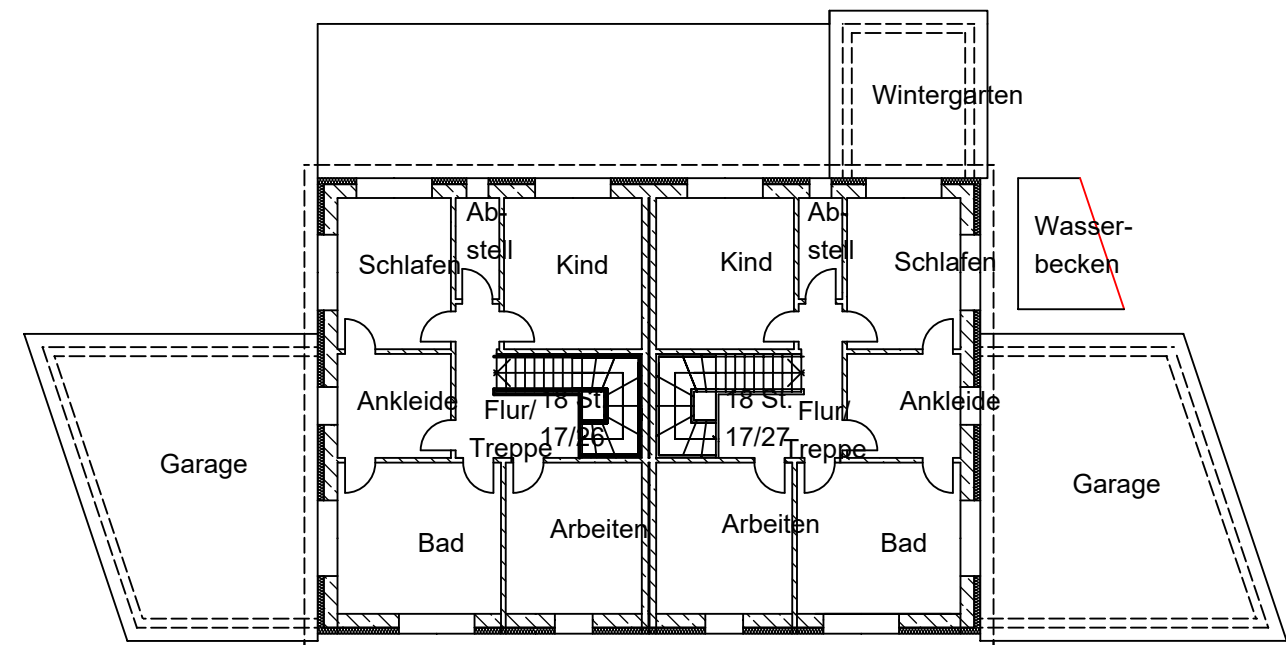 Wintergarten
Ab-
stell
Ab-
stell
Wasser-
becken
Schlafen
Kind
Kind
Schlafen
Ankleide
Flur/
Treppe
18 St.
17/26
18 St.
17/27
Flur/
Treppe
Ankleide
Garage
Garage
Bad
Arbeiten
Arbeiten
Bad